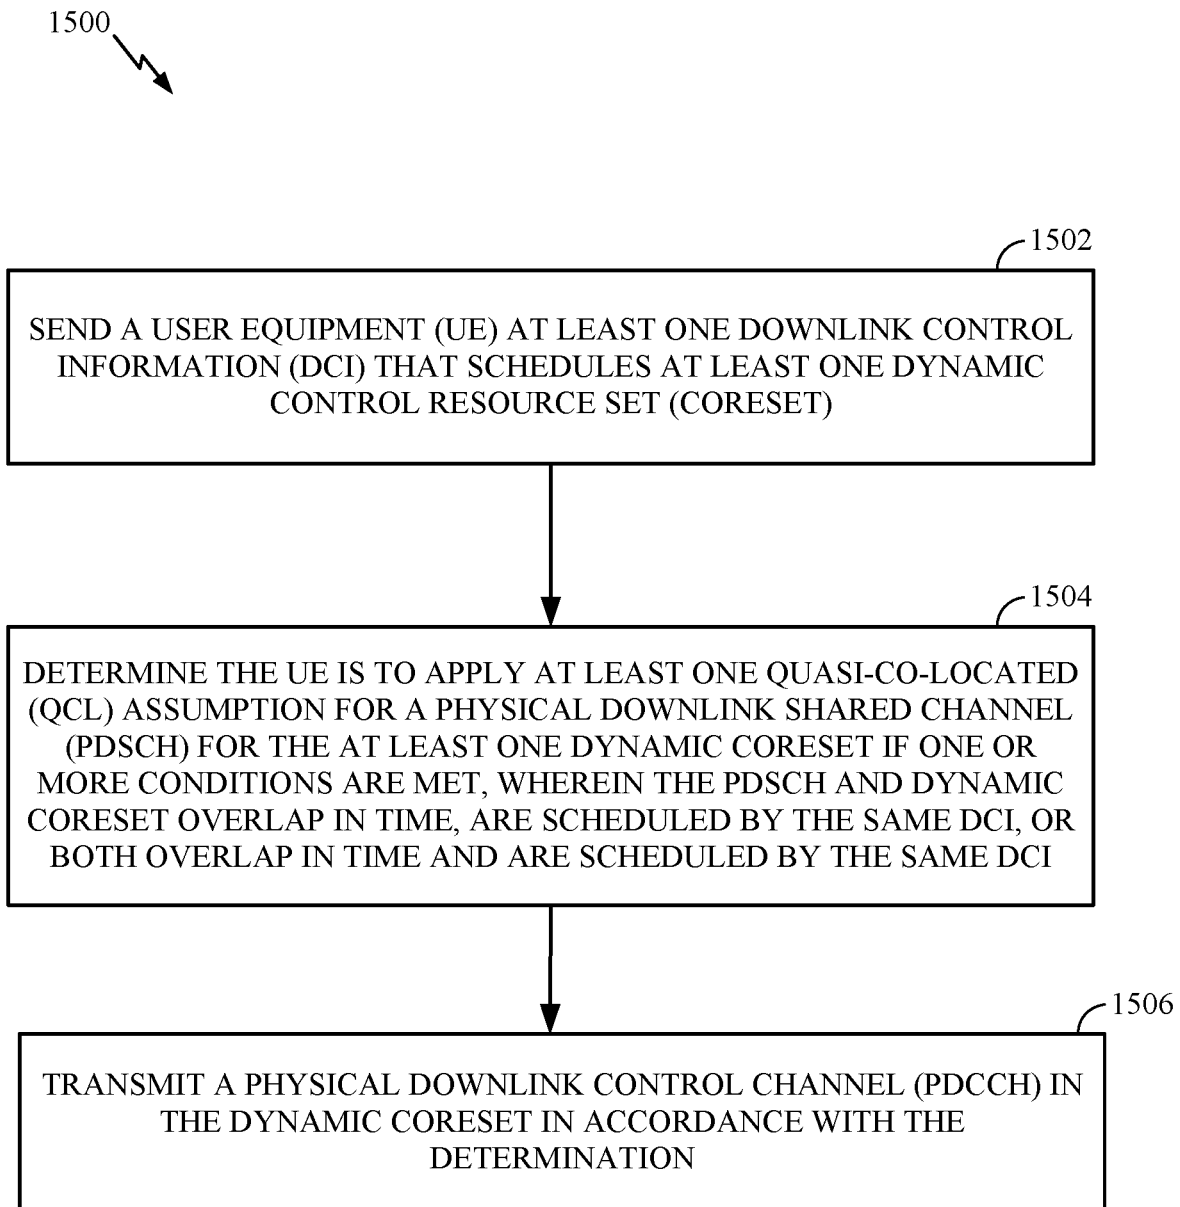 1500
1502
SEND A USER EQUIPMENT (UE) AT LEAST ONE DOWNLINK CONTROL
INFORMATION (DCI) THAT SCHEDULES AT LEAST ONE DYNAMIC
CONTROL RESOURCE SET (CORESET)
1504
DETERMINE THE UE IS TO APPLY AT LEAST ONE QUASI-CO-LOCATED
(QCL) ASSUMPTION FOR A PHYSICAL DOWNLINK SHARED CHANNEL
(PDSCH) FOR THE AT LEAST ONE DYNAMIC CORESET IF ONE OR
MORE CONDITIONS ARE MET, WHEREIN THE PDSCH AND DYNAMIC
CORESET OVERLAP IN TIME, ARE SCHEDULED BY THE SAME DCI, OR
BOTH OVERLAP IN TIME AND ARE SCHEDULED BY THE SAME DCI
1506
TRANSMIT A PHYSICAL DOWNLINK CONTROL CHANNEL (PDCCH) IN
THE DYNAMIC CORESET IN ACCORDANCE WITH THE
DETERMINATION